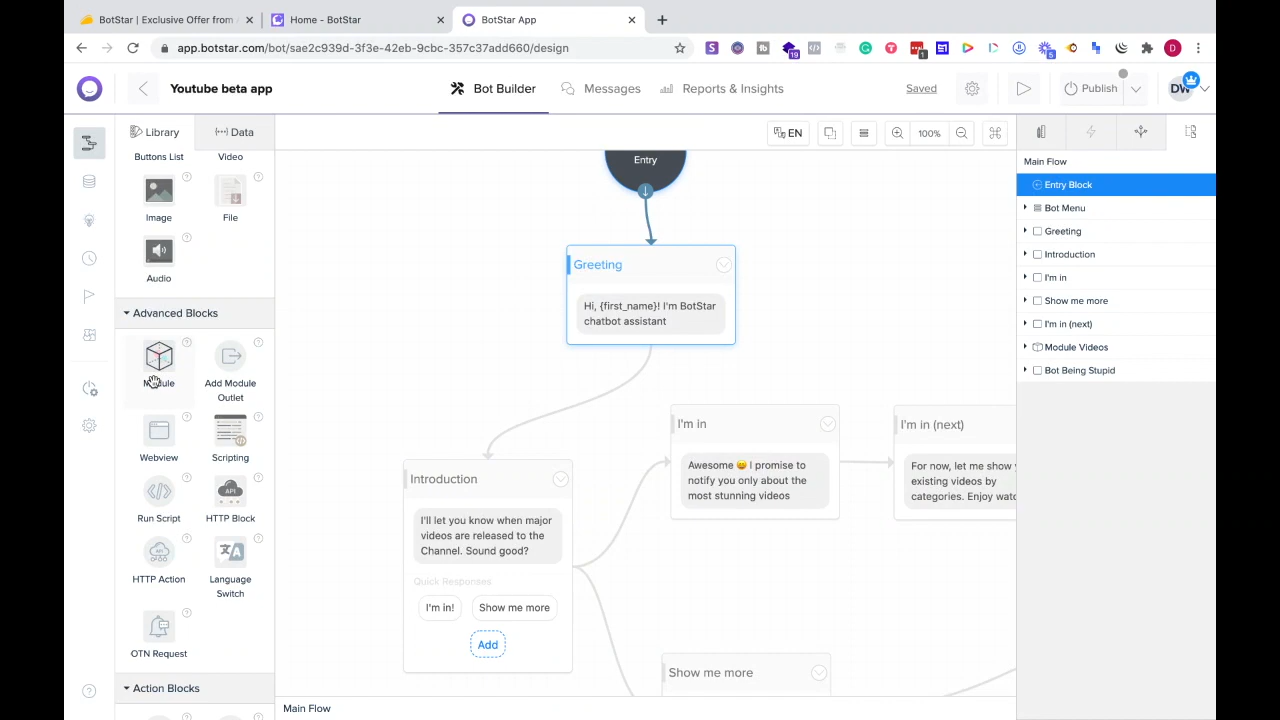 BotStar | Exclusive Offer from
Home - BotStar
BotStar App
app.botstar.com/bot/sae2c939d-3f3e-42eb-9cbc-357c37add660/design
19
1
5
D
Youtube beta app
Bot Builder
Messages
Reports & Insights
Saved
Publish
DW
Library
Data
EN
100%
Buttons List
Video
Image
File
Audio
Advanced Blocks
Module
Add Module
Outlet
Webview
Scripting
Run Script
HTTP Block
HTTP Action
Language
Switch
OTN Request
Action Blocks
Entry
Greeting
Hi, {first_name}! I'm BotStar
chatbot assistant
Introduction
I'll let you know when major
videos are released to the
Channel. Sound good?
Quick Responses
I'm in!
Show me more
Add
I'm in
Awesome 😀 I promise to
notify you only about the
most stunning videos
I'm in (next)
For now, let me show
existing videos by
categories. Enjoy
Show me more
Main Flow
Main Flow
Entry Block
Bot Menu
Greeting
Introduction
I'm in
Show me more
I'm in (next)
Module Videos
Bot Being Stupid